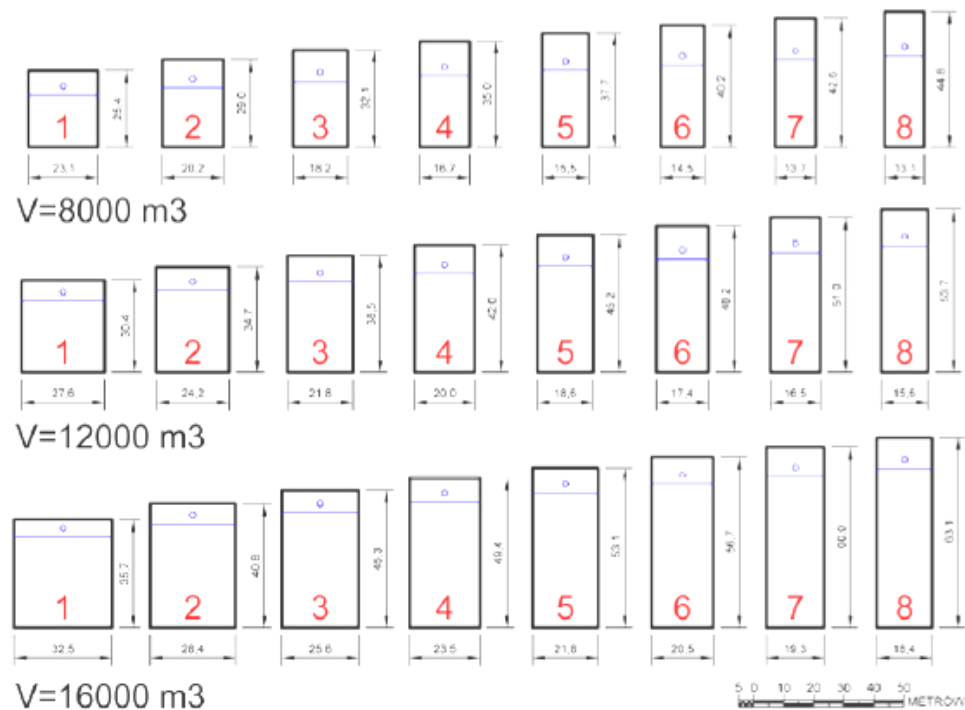 1 25.4 2 29.0 3 32.1 4 35.0 5 37.7 6 40.2 7 42.6 8 44.8
23.1 20.2 18.2 16.7 15.5 14.5 13.7 13.1
V=8000 m3
1 30.4 2 34.7 3 38.5 4 42.0 5 45.2 6 48.2 7 51.0 8 53.7
27.6 24.2 21.8 20.0 18.6 17.4 16.5
V=12000 m3
1 35.7 2 40.8 3 45.3 4 49.4 5 53.1 6 56.7 7 60.0 8 63.1
32.5 28.4 25.6 23.5 21.8 20.5 19.3 18.4
V=16000 m3
5 0 10 20 30 40 50 METROW